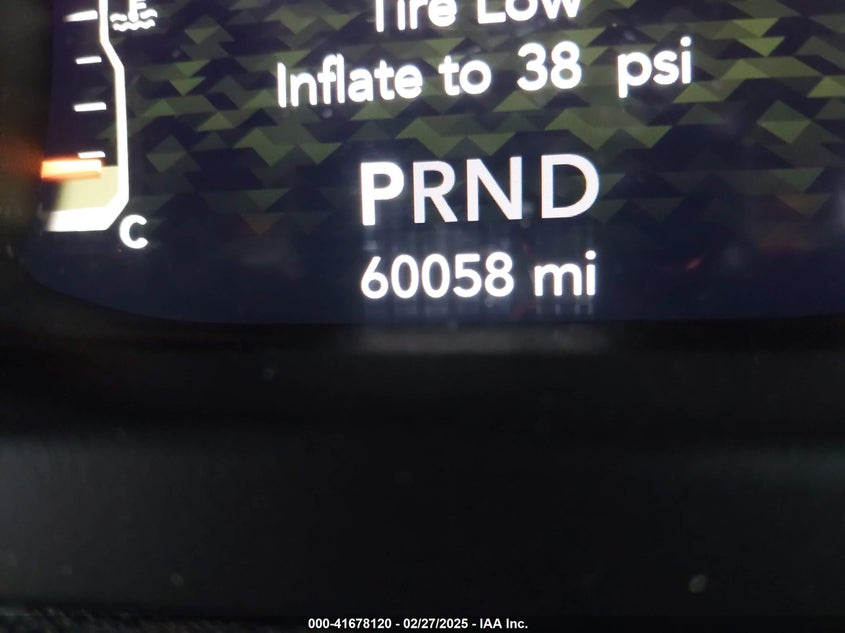 Tire Low
Inflate to 38 psi
PRND
C
60058 mi
000-41678120 - 02/27/2025 - IAA Inc.